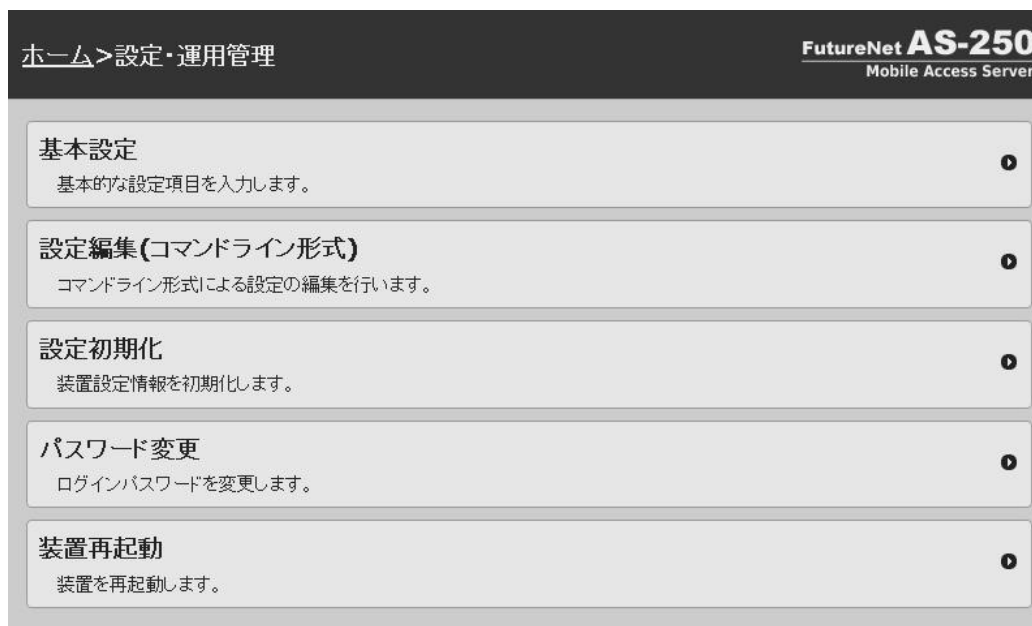 ホーム>設定・運用管理
FutureNet AS-250
Mobile Access Server
基本設定
基本的な設定項目を入力します。
設定編集(コマンドライン形式)
コマンドライン形式による設定の編集を行います。
設定初期化
装置設定情報を初期化します。
パスワード変更
ログインパスワードを変更します。
装置再起動
装置を再起動します。